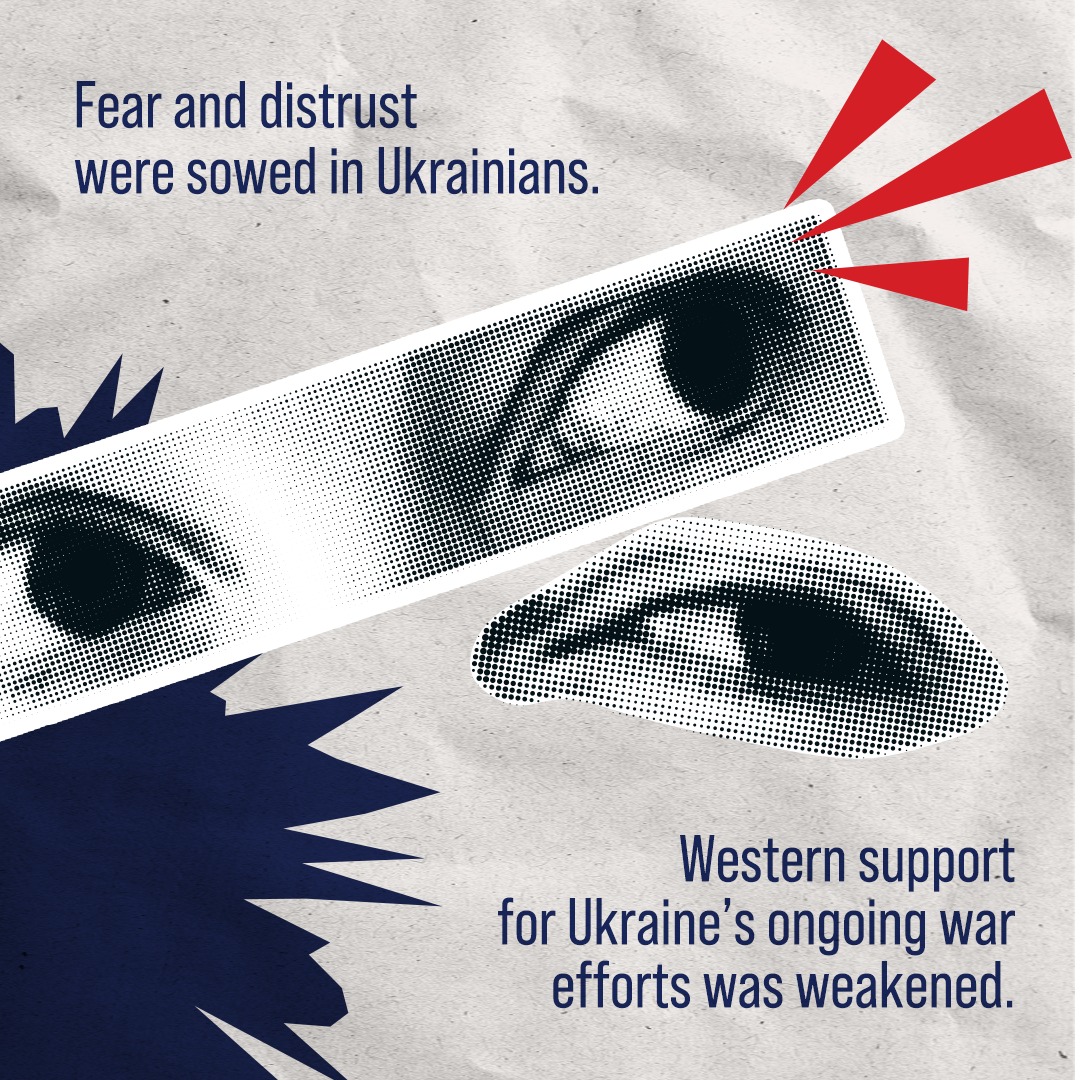 Fear and distrust
were sowed in Ukrainians.
Western support
for Ukraine’s ongoing war
efforts was weakened.